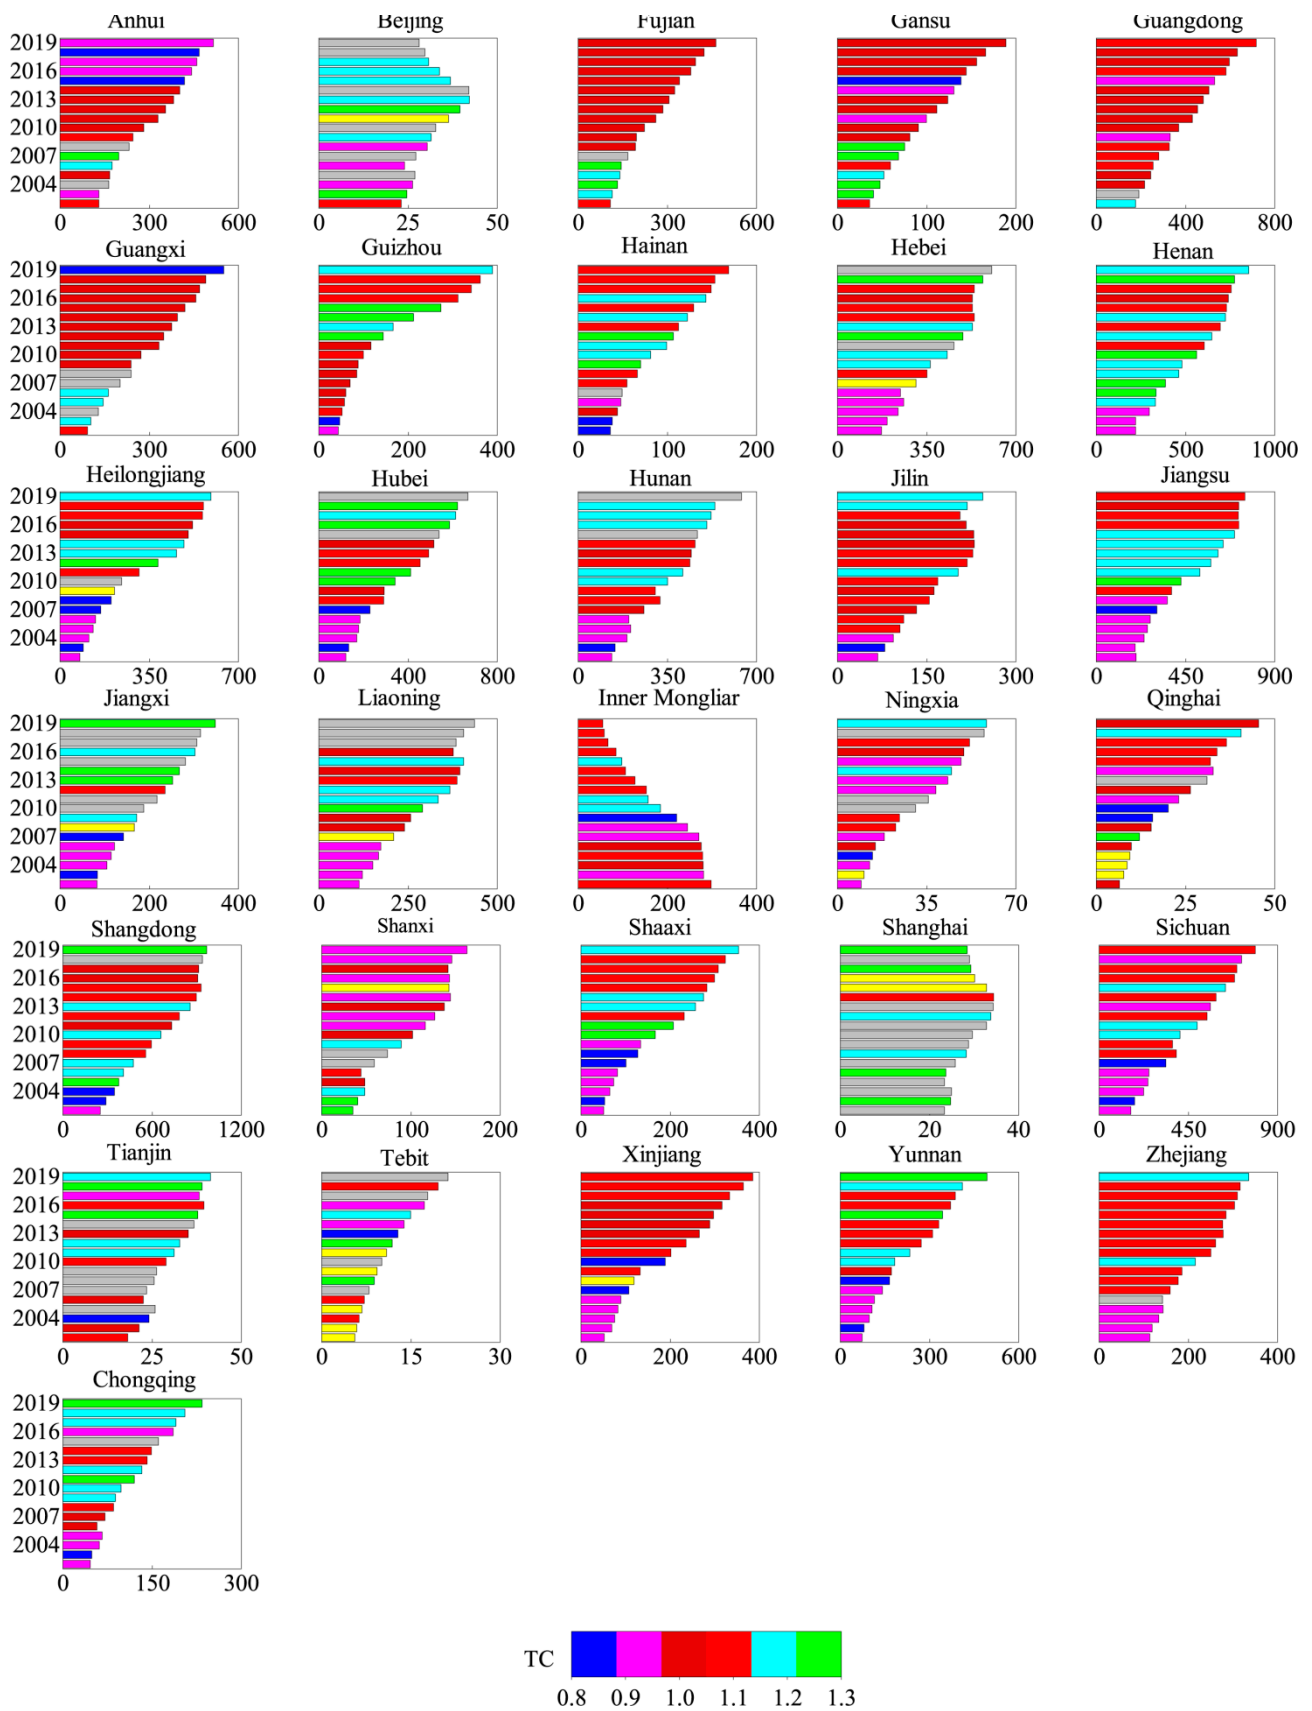 Anhui Beijing Fujian Gansu Guangdong
2019
2016
2013
2010
2007
2004
0 300 600 0 25 50 0 300 600 0 100 200 0 400 800
Guangxi Guizhou Hainan Hebei Henan
2019
2016
2013
2010
2007
2004
0 300 600 0 200 400 0 100 200 0 350 700 0 500 1000
Heilongjiang Hubei Hunan Jilin Jiangsu
2019
2016
2013
2010
2007
2004
0 350 700 0 400 800 0 350 700 0 150 300 0 450 900
Jiangxi Liaoning Inner Mongliar Ningxia Qinghai
2019
2016
2013
2010
2007
2004
0 200 400 0 250 500 0 200 400 0 35 70 0 25 50
Shangdong Shanxi Shaaxi Shanghai Sichuan
2019
2016
2013
2010
2007
2004
0 600 1200 0 100 200 0 200 400 0 20 40 0 450 900
Tianjin Tebit Xinjiang Yunnan Zhejiang
2019
2016
2013
2010
2007
2004
0 25 50 0 15 30 0 200 400 0 300 600 0 200 400
Chongqing
2019
2016
2013
2010
2007
2004
0 150 300
TC
0.8 0.9 1.0 1.1 1.2 1.3